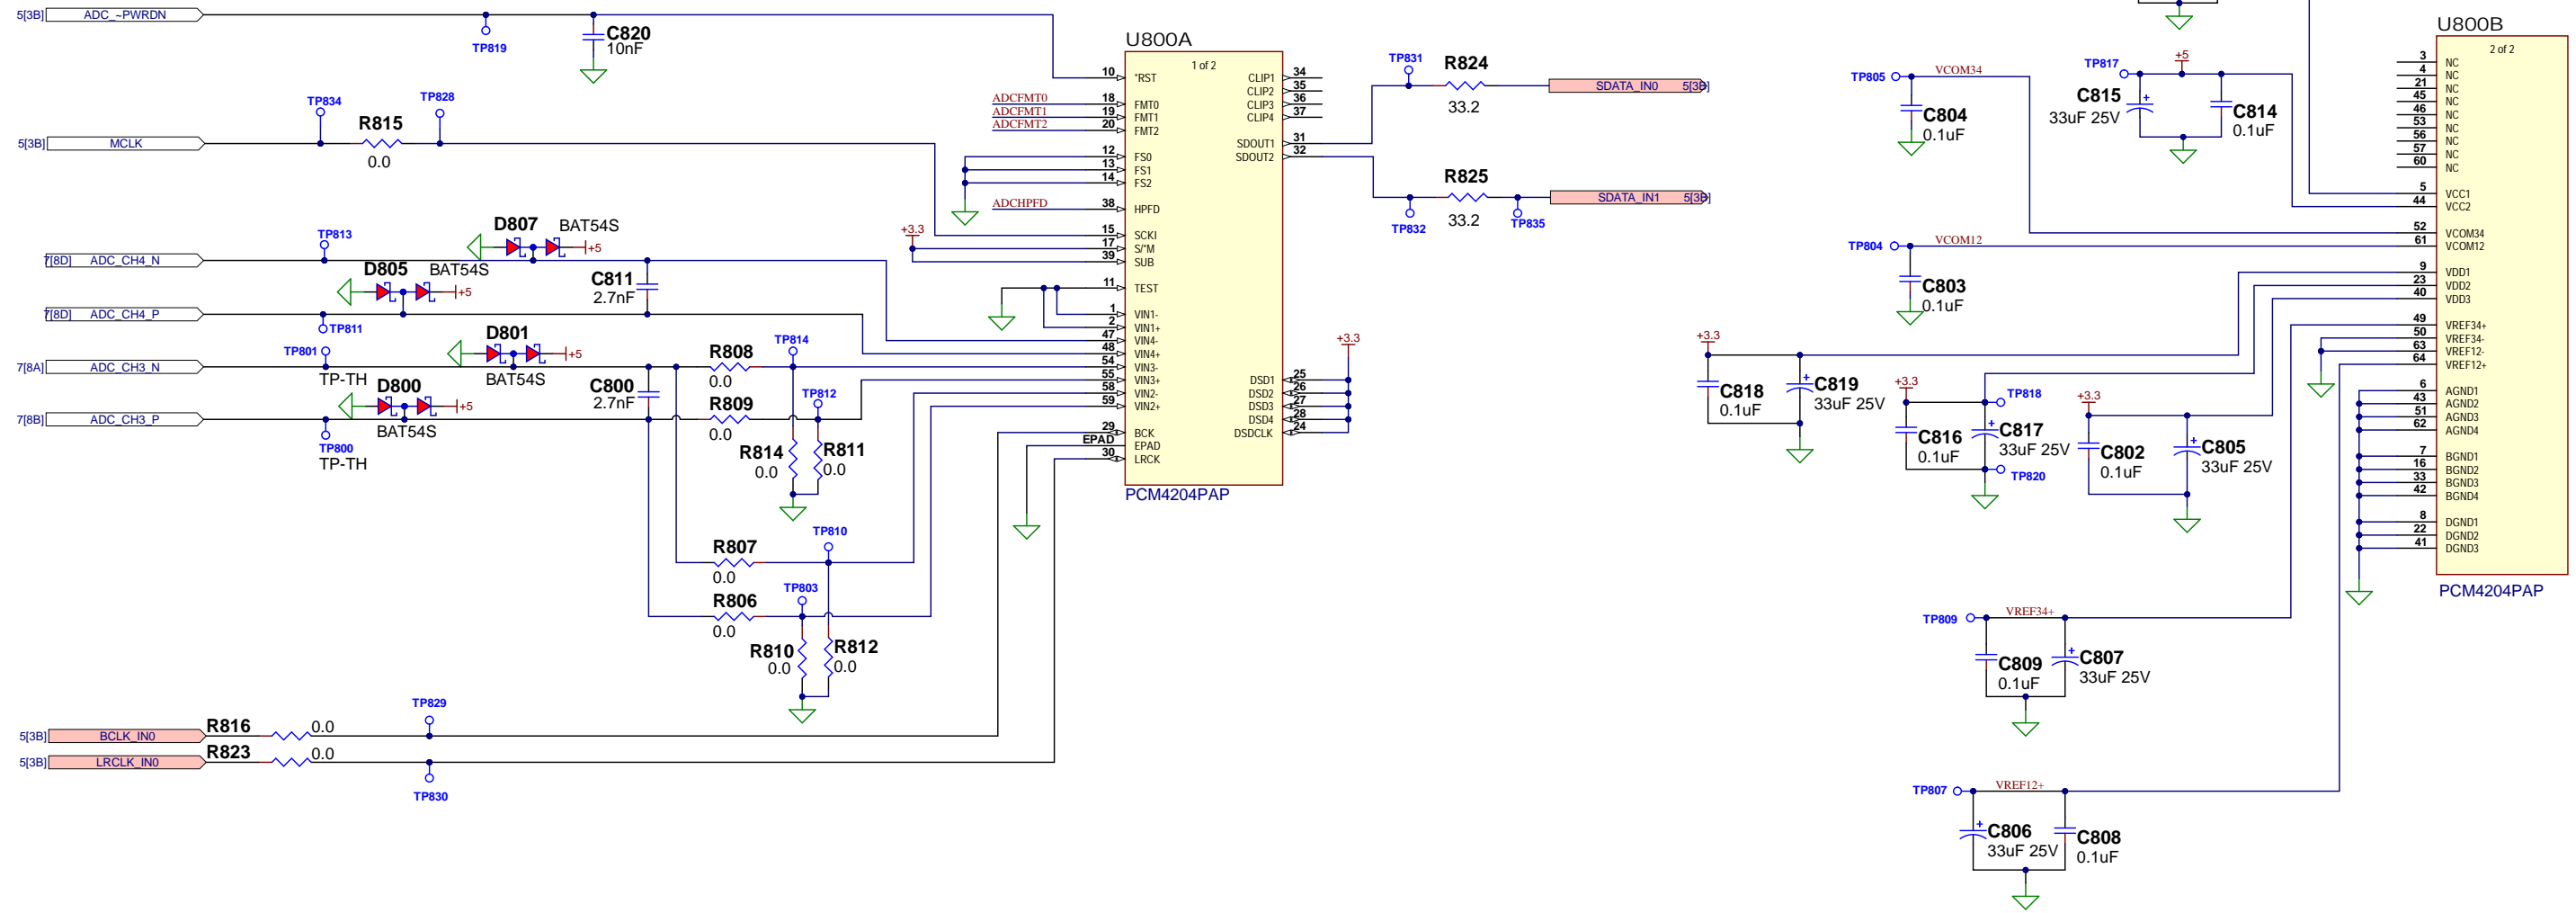 5[3B] ADC_~PWRDN
TP819
C820
10nF
TP834
R815
TP828
5[3B] MCLK
0.0
TP813
D807
BAT54S
+5
7[8D] ADC_CH4_N
D805
BAT54S
+5
C811
2.7nF
7[8D] ADC_CH4_P
TP811
D801
+5
BAT54S
TP801
7[8A] ADC_CH3_N
TP-TH
D800
+5
BAT54S
C800
2.7nF
7[8B] ADC_CH3_P
TP800
TP-TH
R808
0.0
TP814
R809
0.0
TP812
R814
0.0
R811
0.0
R807
0.0
TP810
R806
0.0
TP803
R810
0.0
R812
0.0
5[3B] BCLK_IN0
R816
0.0
TP829
5[3B] LRCLK_IN0
R823
0.0
TP830
U800A
1 of 2
10 *RST
ADCFMT0 18 FMT0
ADCFMT1 19 FMT1
ADCFMT2 20 FMT2
12 FS0
13 FS1
14 FS2
ADCHPFD 38 HPFD
+3.3
15 SCKI
17 S/*M
39 SUB
11 TEST
1 VIN1-
2 VIN1+
47 VIN4-
48 VIN4+
54 VIN3-
55 VIN3+
58 VIN2-
59 VIN2+
29 BCK
EPAD EPAD
30 LRCK
CLIP1 34
CLIP2 35
CLIP3 36
CLIP4 37
SDOUT1 31
SDOUT2 32
DSD1 25
DSD2 26
DSD3 27
DSD4 28
DSDCLK 24
+3.3
PCM4204PAP
TP831
R824
33.2
SDATA_IN0 5[3B]
R825
33.2
TP832
TP835
SDATA_IN1 5[3B]
TP805
VCOM34
C804
0.1uF
TP817
+5
C815
33uF 25V
C814
0.1uF
TP804
VCOM12
C803
0.1uF
+3.3
C818
0.1uF
C819
33uF 25V
+3.3
TP818
C816
0.1uF
C817
33uF 25V
TP820
+3.3
C802
0.1uF
C805
33uF 25V
TP809
VREF34+
C809
0.1uF
C807
33uF 25V
TP807
VREF12+
C806
33uF 25V
C808
0.1uF
U800B
2 of 2
3 NC
4 NC
21 NC
45 NC
46 NC
53 NC
56 NC
57 NC
60 NC
5 VCC1
44 VCC2
52 VCOM34
61 VCOM12
9 VDD1
23 VDD2
40 VDD3
49 VREF34+
50 VREF34-
63 VREF12-
64 VREF12+
6 AGND1
43 AGND2
51 AGND3
62 AGND4
7 BGND1
16 BGND2
33 BGND3
42 BGND4
8 DGND1
22 DGND2
41 DGND3
PCM4204PAP